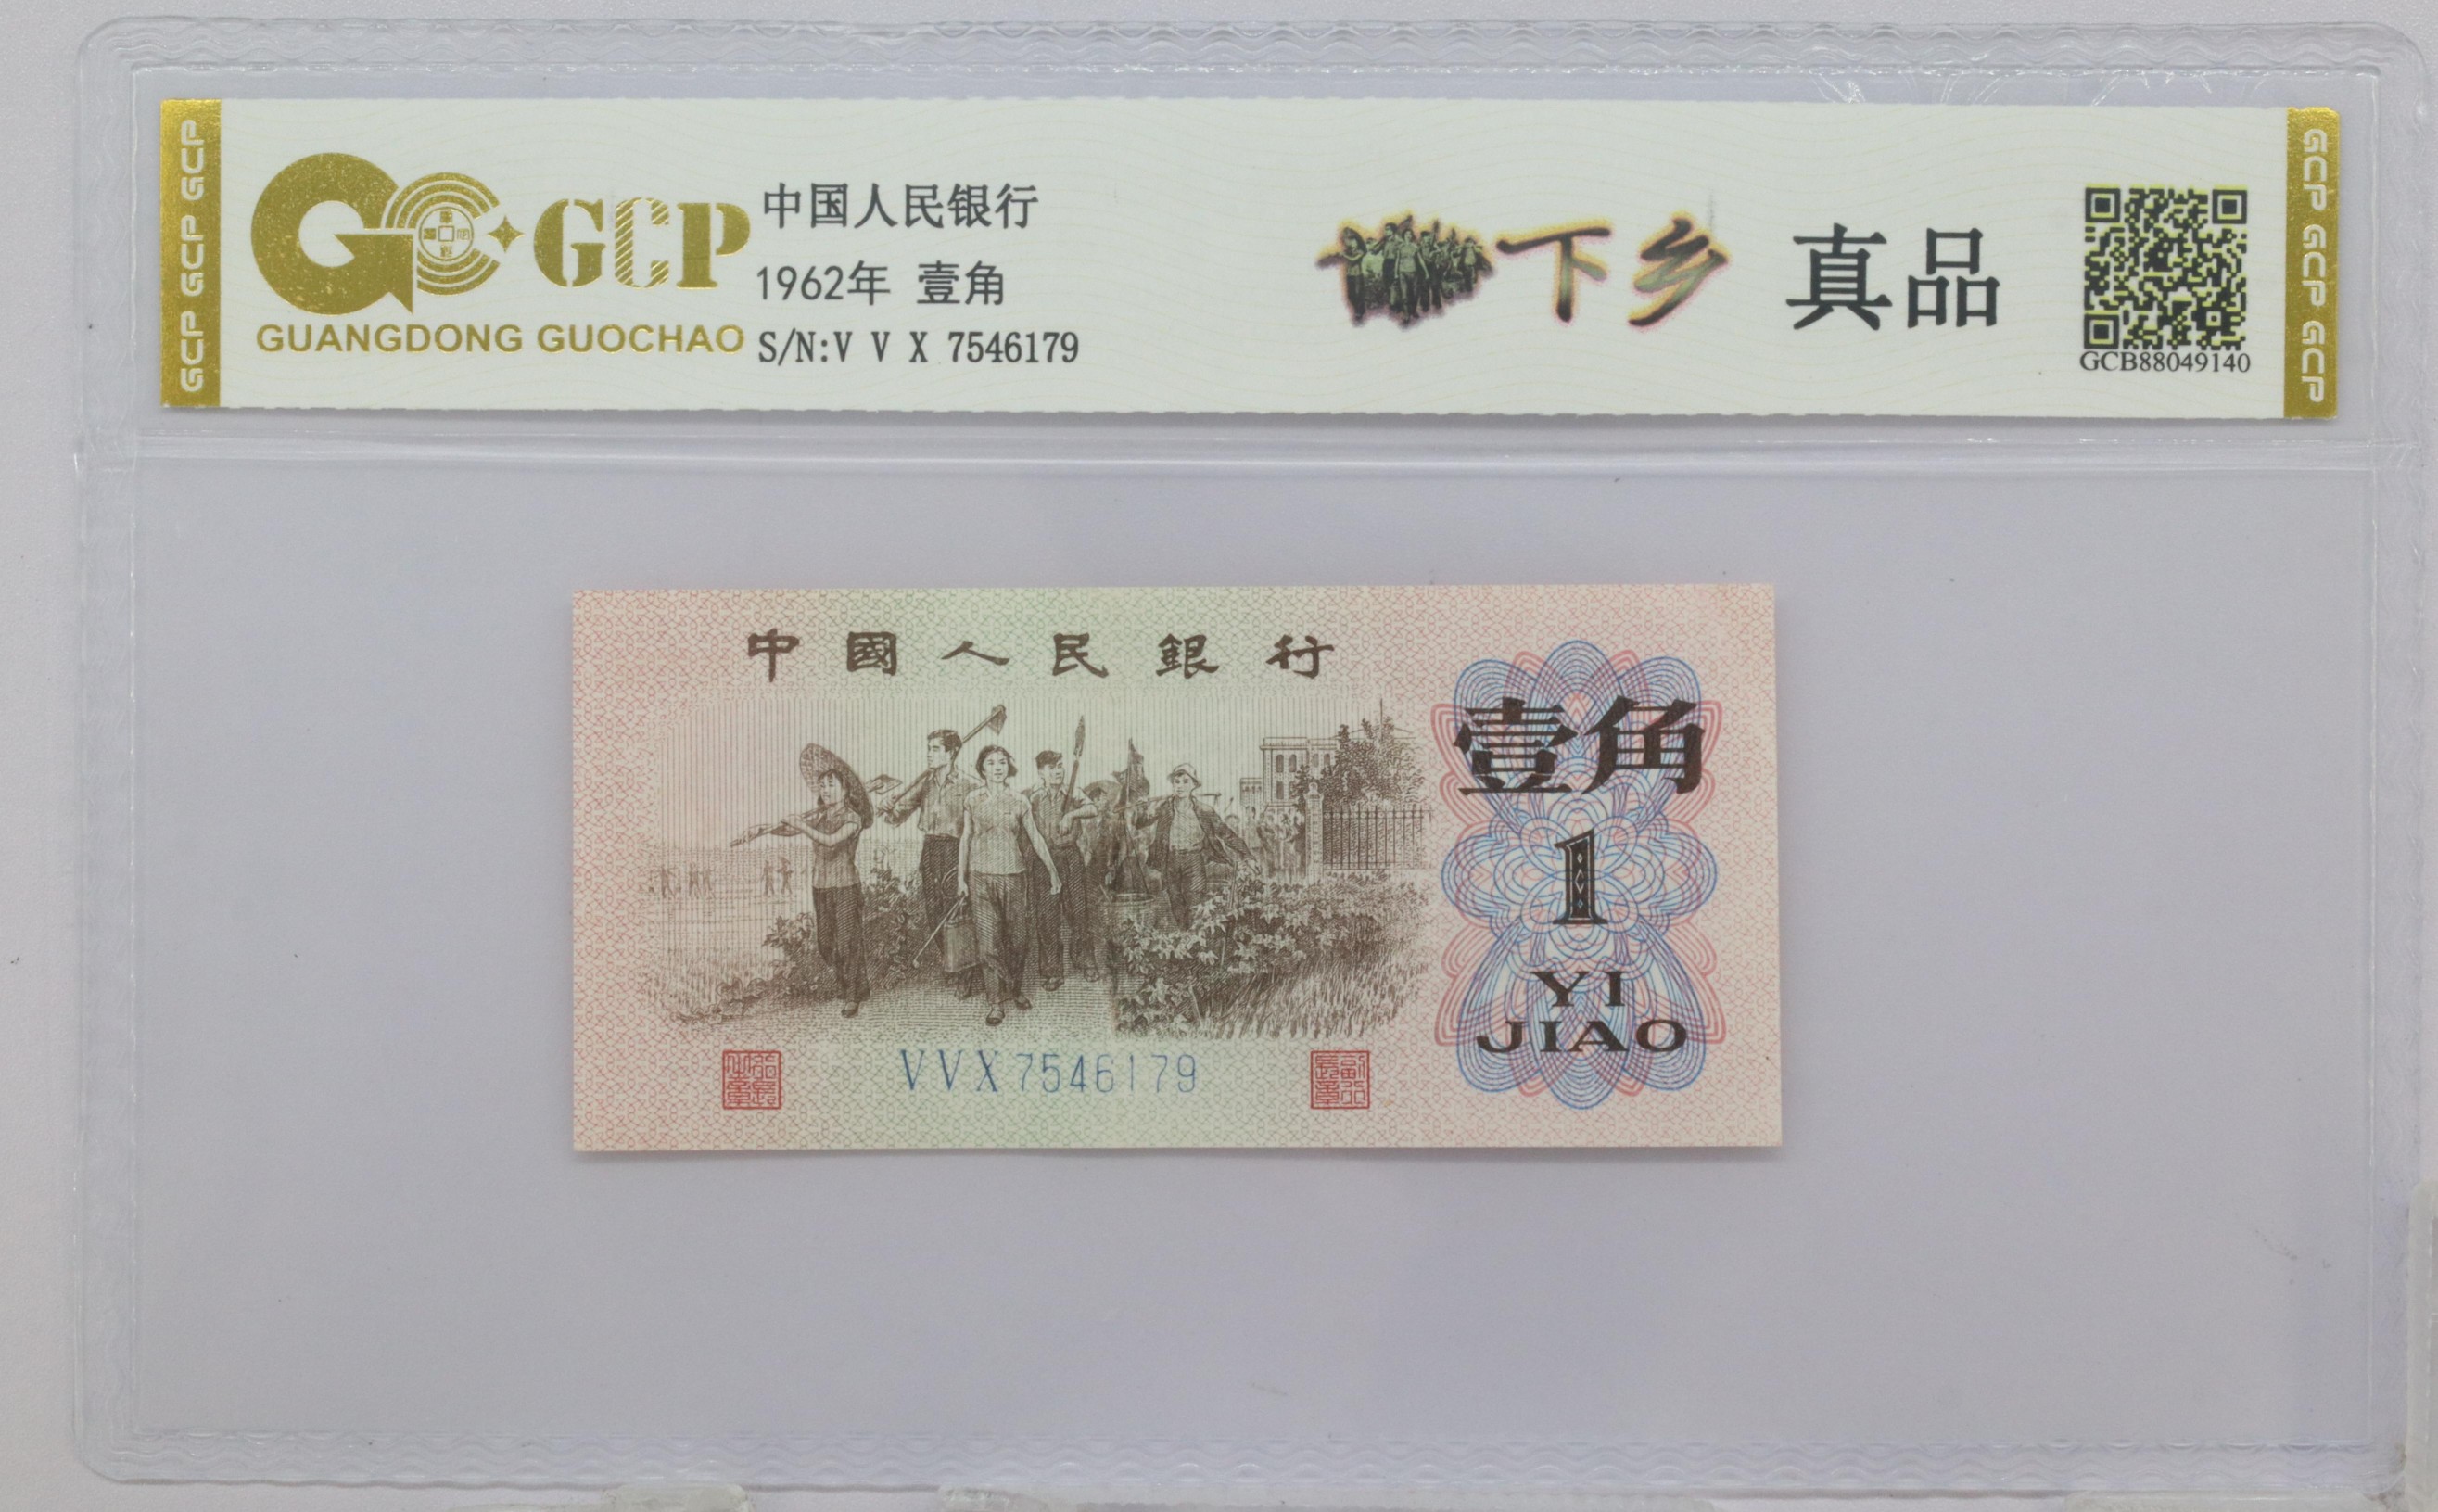 GCP GCP GCP
GCP
GUANGDONG GUOCHAO
中国人民银行
1962年 壹角
S/N:V V X 7546179
下乡 真品
GCB88049140
GCP GCP GCP
中國人民銀行
壹角
1
YI
JIAO
VVX7546179